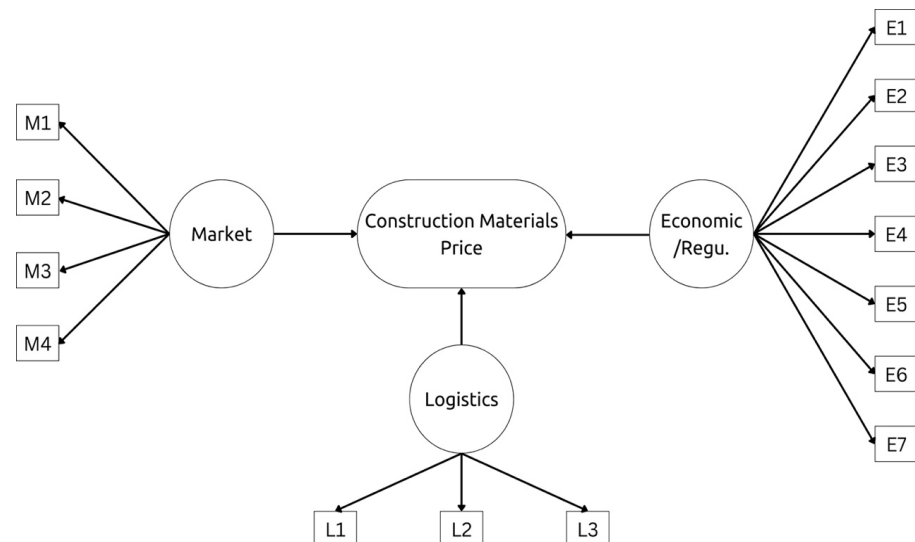 E1
E2
M1
E3
M2
Market
Construction Materials
Price
Economic
/Regu.
E4
M3
E5
M4
E6
Logistics
E7
L1
L2
L3